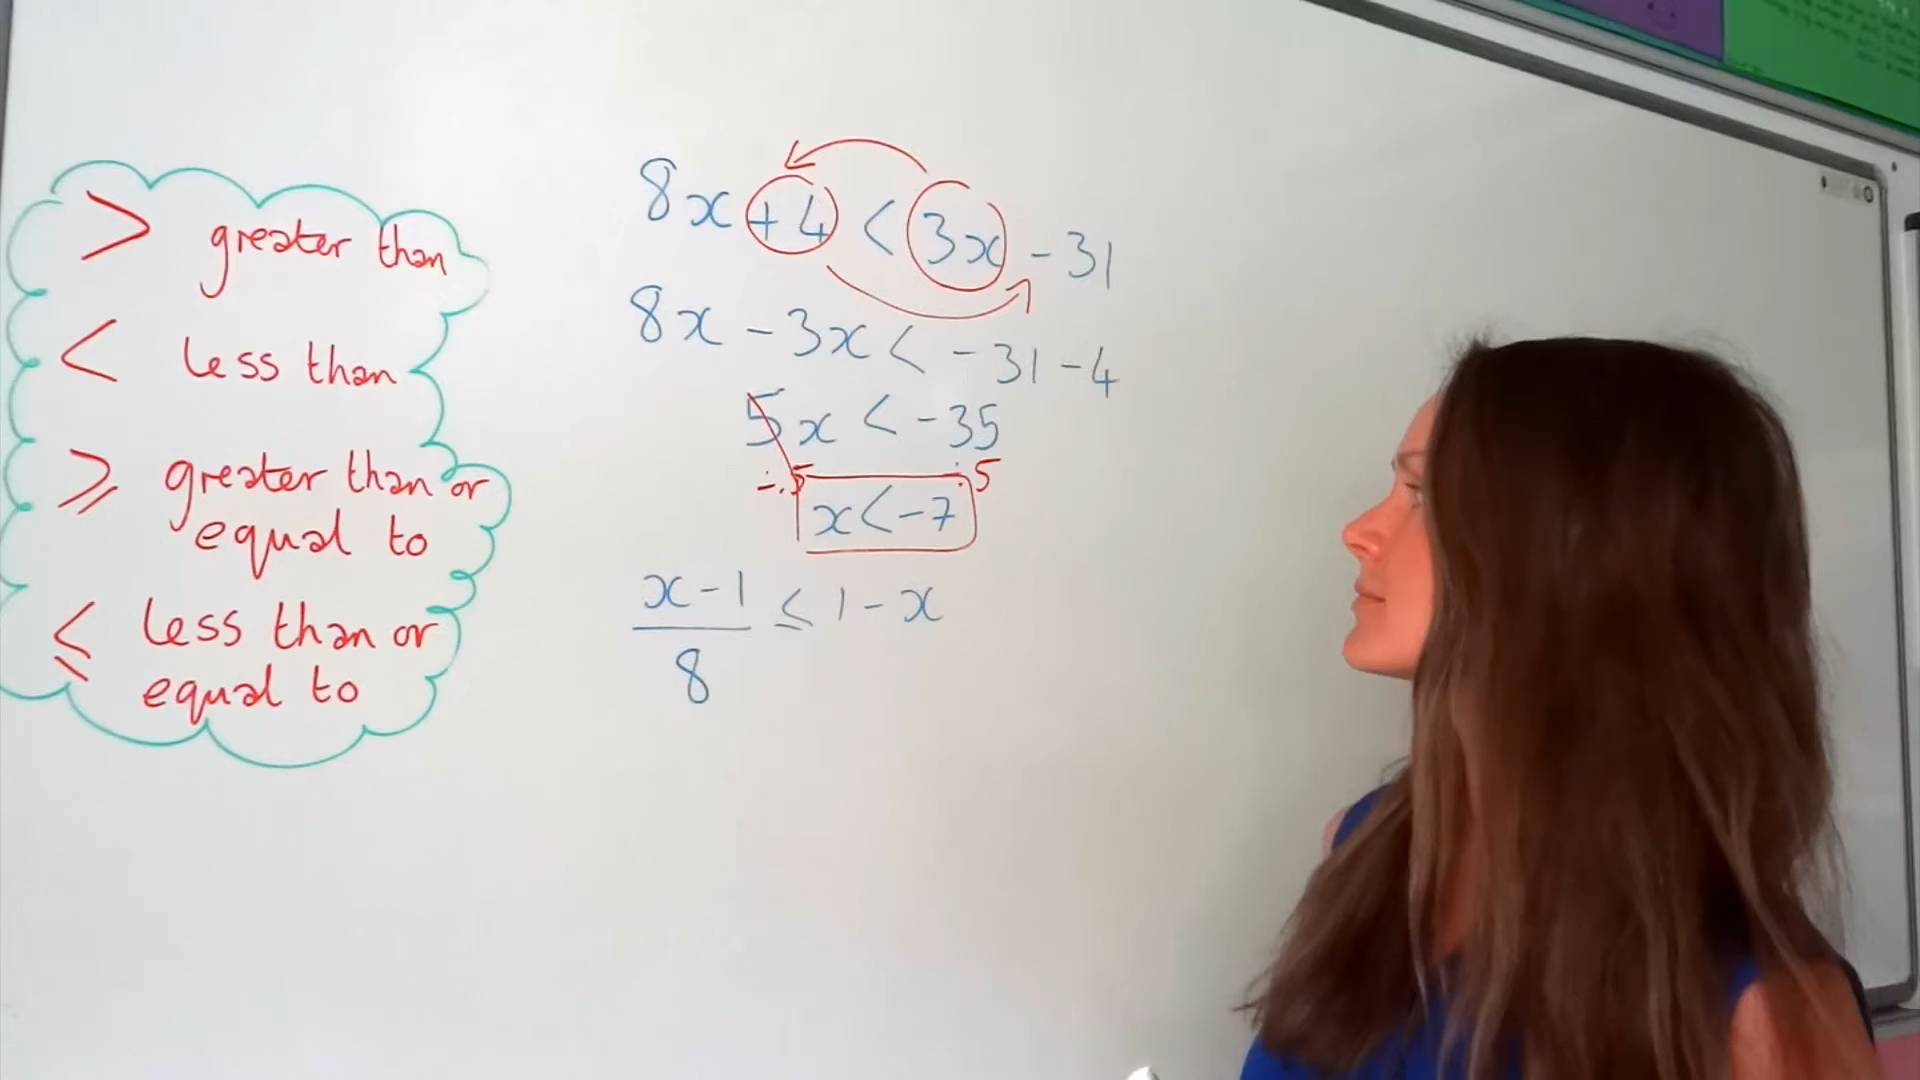 > greater than
< less than
⩾ greater than or
equal to
≤ less than or
equal to
8x + 4 < 3x - 31
8x - 3x < - 31 - 4
5x < - 35
÷5 ÷5
x < - 7
x - 1
8
≤ 1 - x